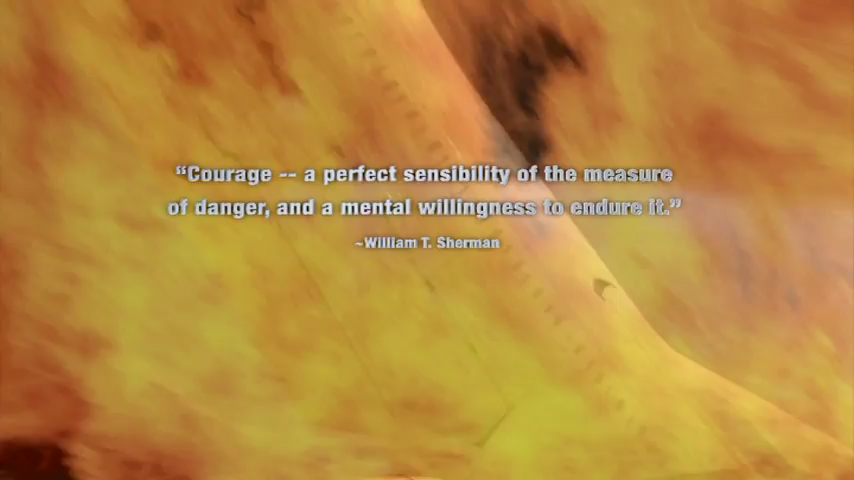 “Courage -- a perfect sensibility of the measure
of danger, and a mental willingness to endure it.”
~William T. Sherman